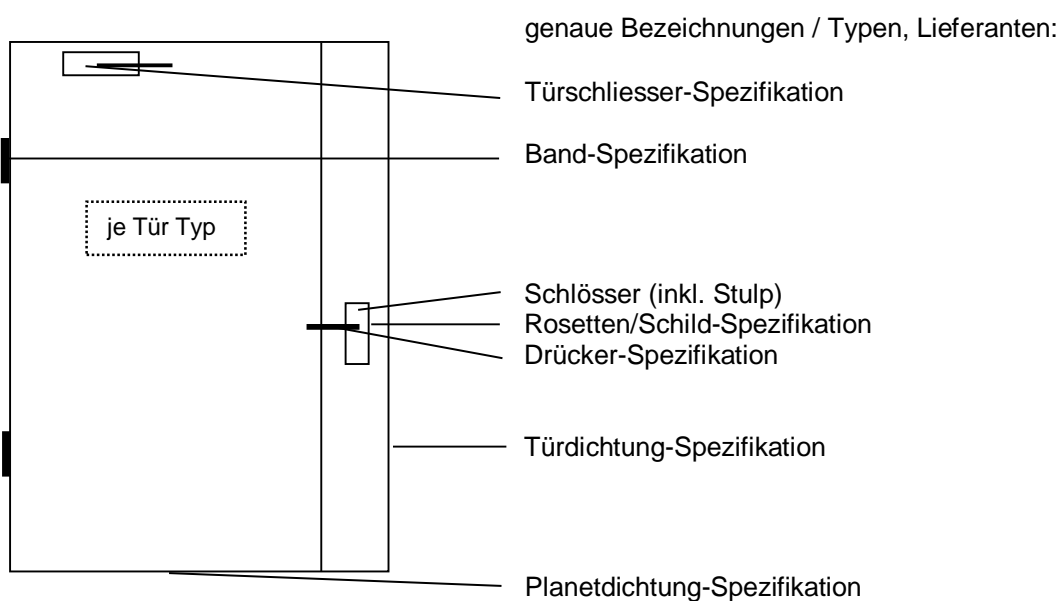 genaue Bezeichnungen / Typen, Lieferanten:
Türschliesser-Spezifikation
Band-Spezifikation
je Tür Typ
Schlösser (inkl. Stulp)
Rosetten/Schild-Spezifikation
Drücker-Spezifikation
Türdichtung-Spezifikation
Planetdichtung-Spezifikation